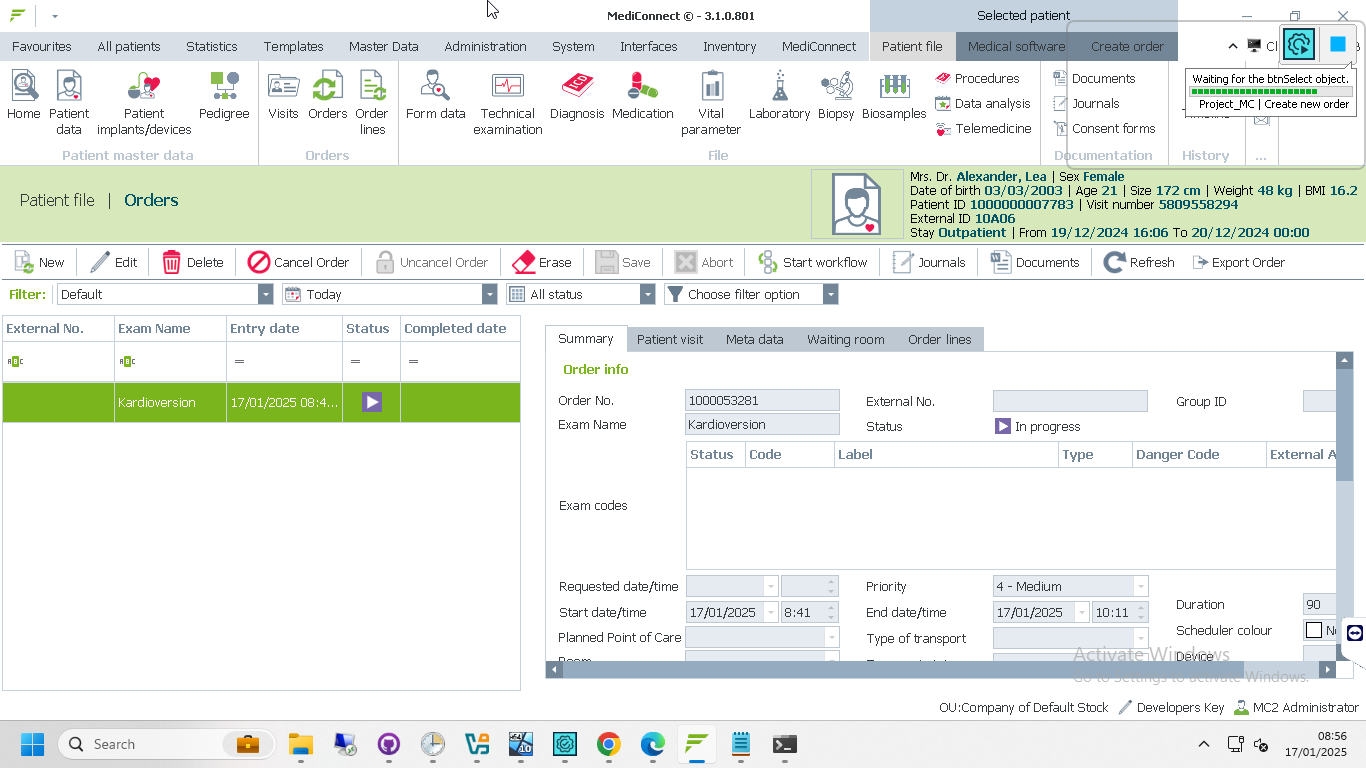 MediConnect © - 3.1.0.801
Selected patient
Favourites
All patients
Statistics
Templates
Master Data
Administration
System
Interfaces
Inventory
MediConnect
Patient file
Medical software
Create order
Waiting for the btnSelect object.
Project_MC | Create new order
Home
Patient data
Patient implants/devices
Pedigree
Patient master data
Visits
Orders
Order lines
Orders
Form data
Technical examination
Diagnosis
Medication
Vital parameter
Laboratory
Biopsy
Biosamples
Procedures
Data analysis
Telemedicine
File
Documents
Journals
Consent forms
Documentation
History
...
Patient file | Orders
Mrs. Dr. Alexander, Lea | Sex Female
Date of birth 03/03/2003 | Age 21 | Size 172 cm | Weight 48 kg | BMI 16.2
Patient ID 1000000007783 | Visit number 5809558294
External ID 10A06
Stay Outpatient | From 19/12/2024 16:06 To 20/12/2024 00:00
New
Edit
Delete
Cancel Order
Uncancel Order
Erase
Save
Abort
Start workflow
Journals
Documents
Refresh
Export Order
Filter:
Default
Today
All status
Choose filter option
External No.
Exam Name
Entry date
Status
Completed date
Kardioversion
17/01/2025 08:4...
Summary
Patient visit
Meta data
Waiting room
Order lines
Order info
Order No.
1000053281
External No.
Group ID
Exam Name
Kardioversion
Status
In progress
Status
Code
Label
Type
Danger Code
External A
Exam codes
Requested date/time
Priority
4 - Medium
Start date/time
17/01/2025
8:41
End date/time
17/01/2025
10:11
Duration
90
Planned Point of Care
Type of transport
Scheduler colour
Room
Device
Activate Windows
Go to Settings to activate Windows.
OU:Company of Default Stock
Developers Key
MC2 Administrator
Search
08:56
17/01/2025